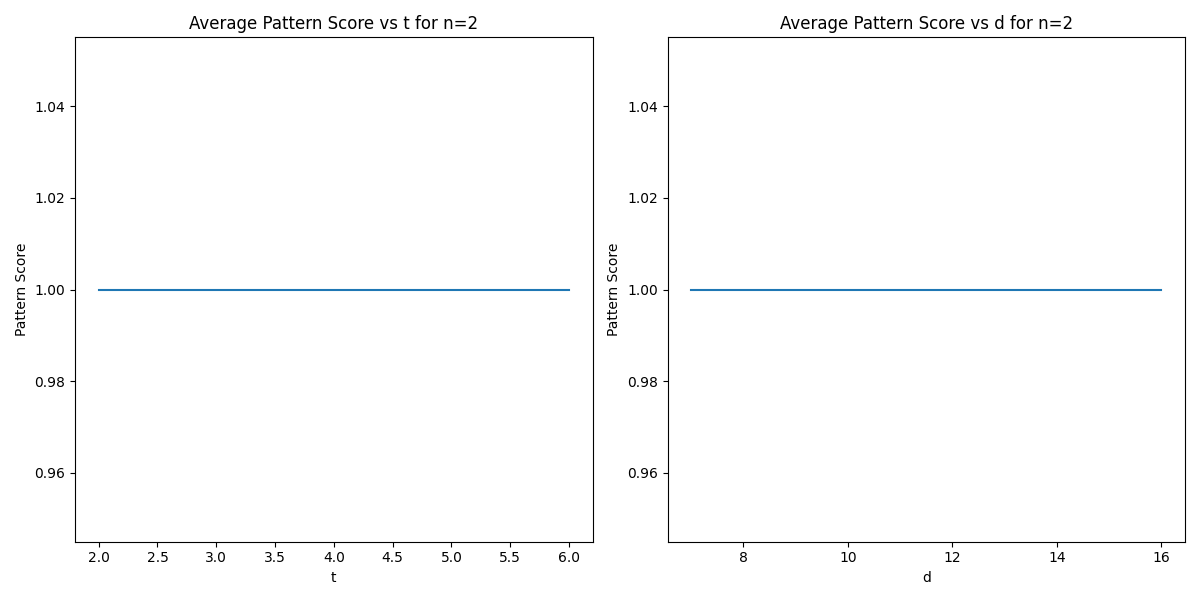 Average Pattern Score vs t for n=2
Pattern Score
1.04
1.02
1.00
0.98
0.96
2.0 2.5 3.0 3.5 4.0 4.5 5.0 5.5 6.0
t
Average Pattern Score vs d for n=2
Pattern Score
1.04
1.02
1.00
0.98
0.96
8 10 12 14 16
d